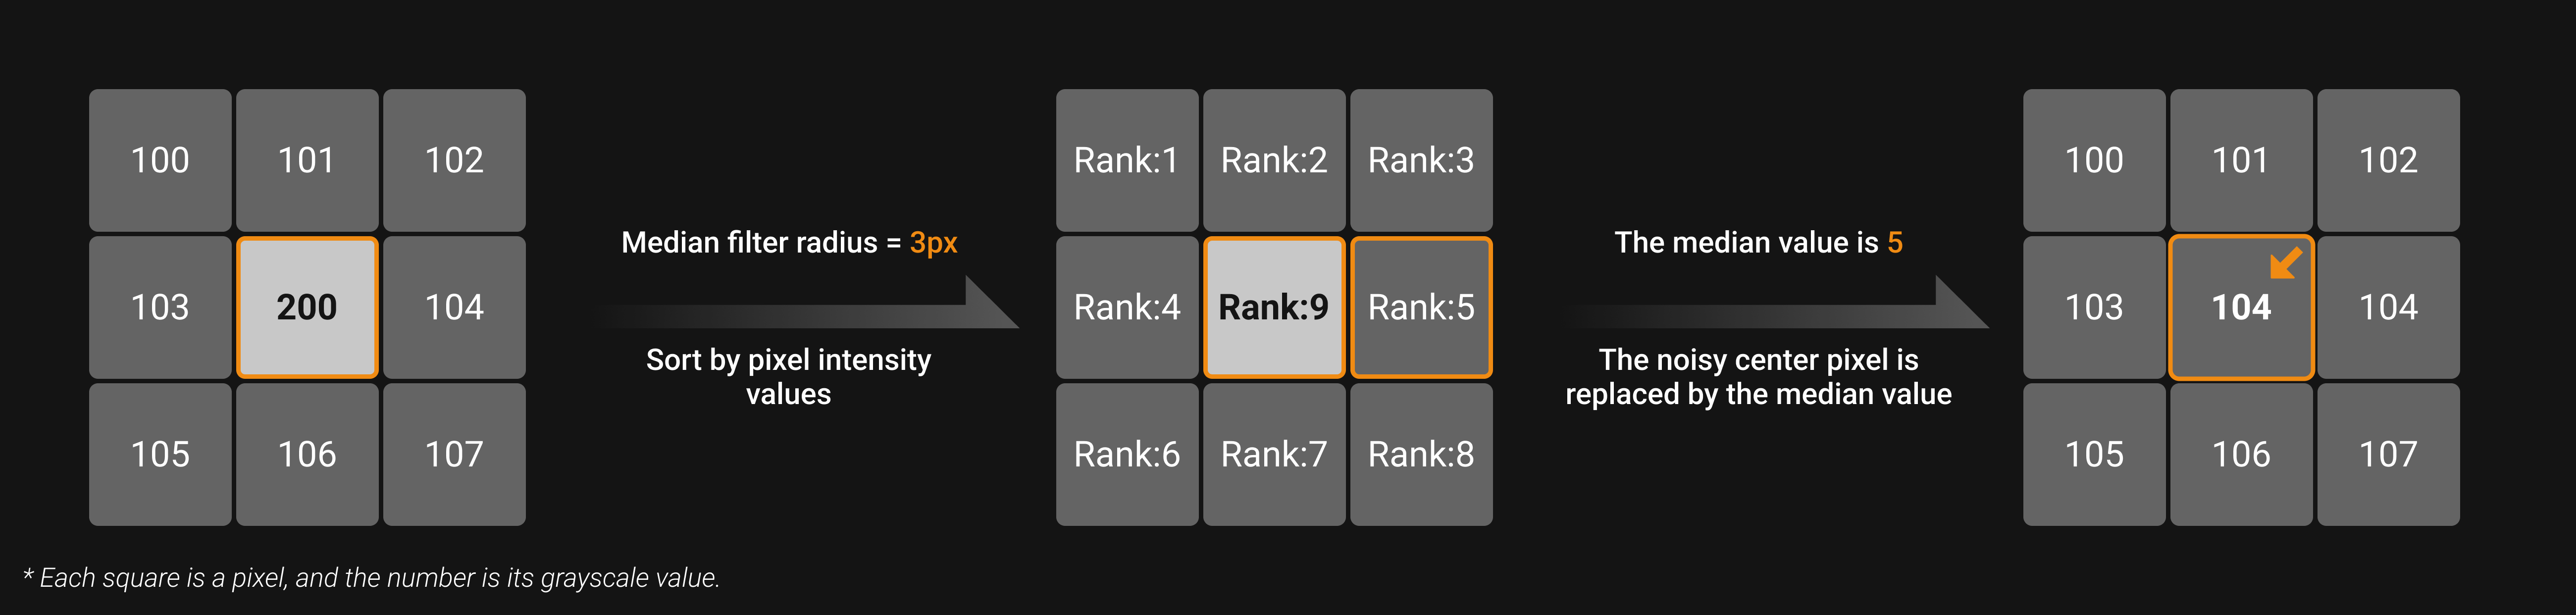 100 101 102
103 200 104
105 106 107
Median filter radius = 3px
Sort by pixel intensity
values
Rank:1 Rank:2 Rank:3
Rank:4 Rank:9 Rank:5
Rank:6 Rank:7 Rank:8
The median value is 5
The noisy center pixel is
replaced by the median value
100 101 102
103 104 104
105 106 107
* Each square is a pixel, and the number is its grayscale value.